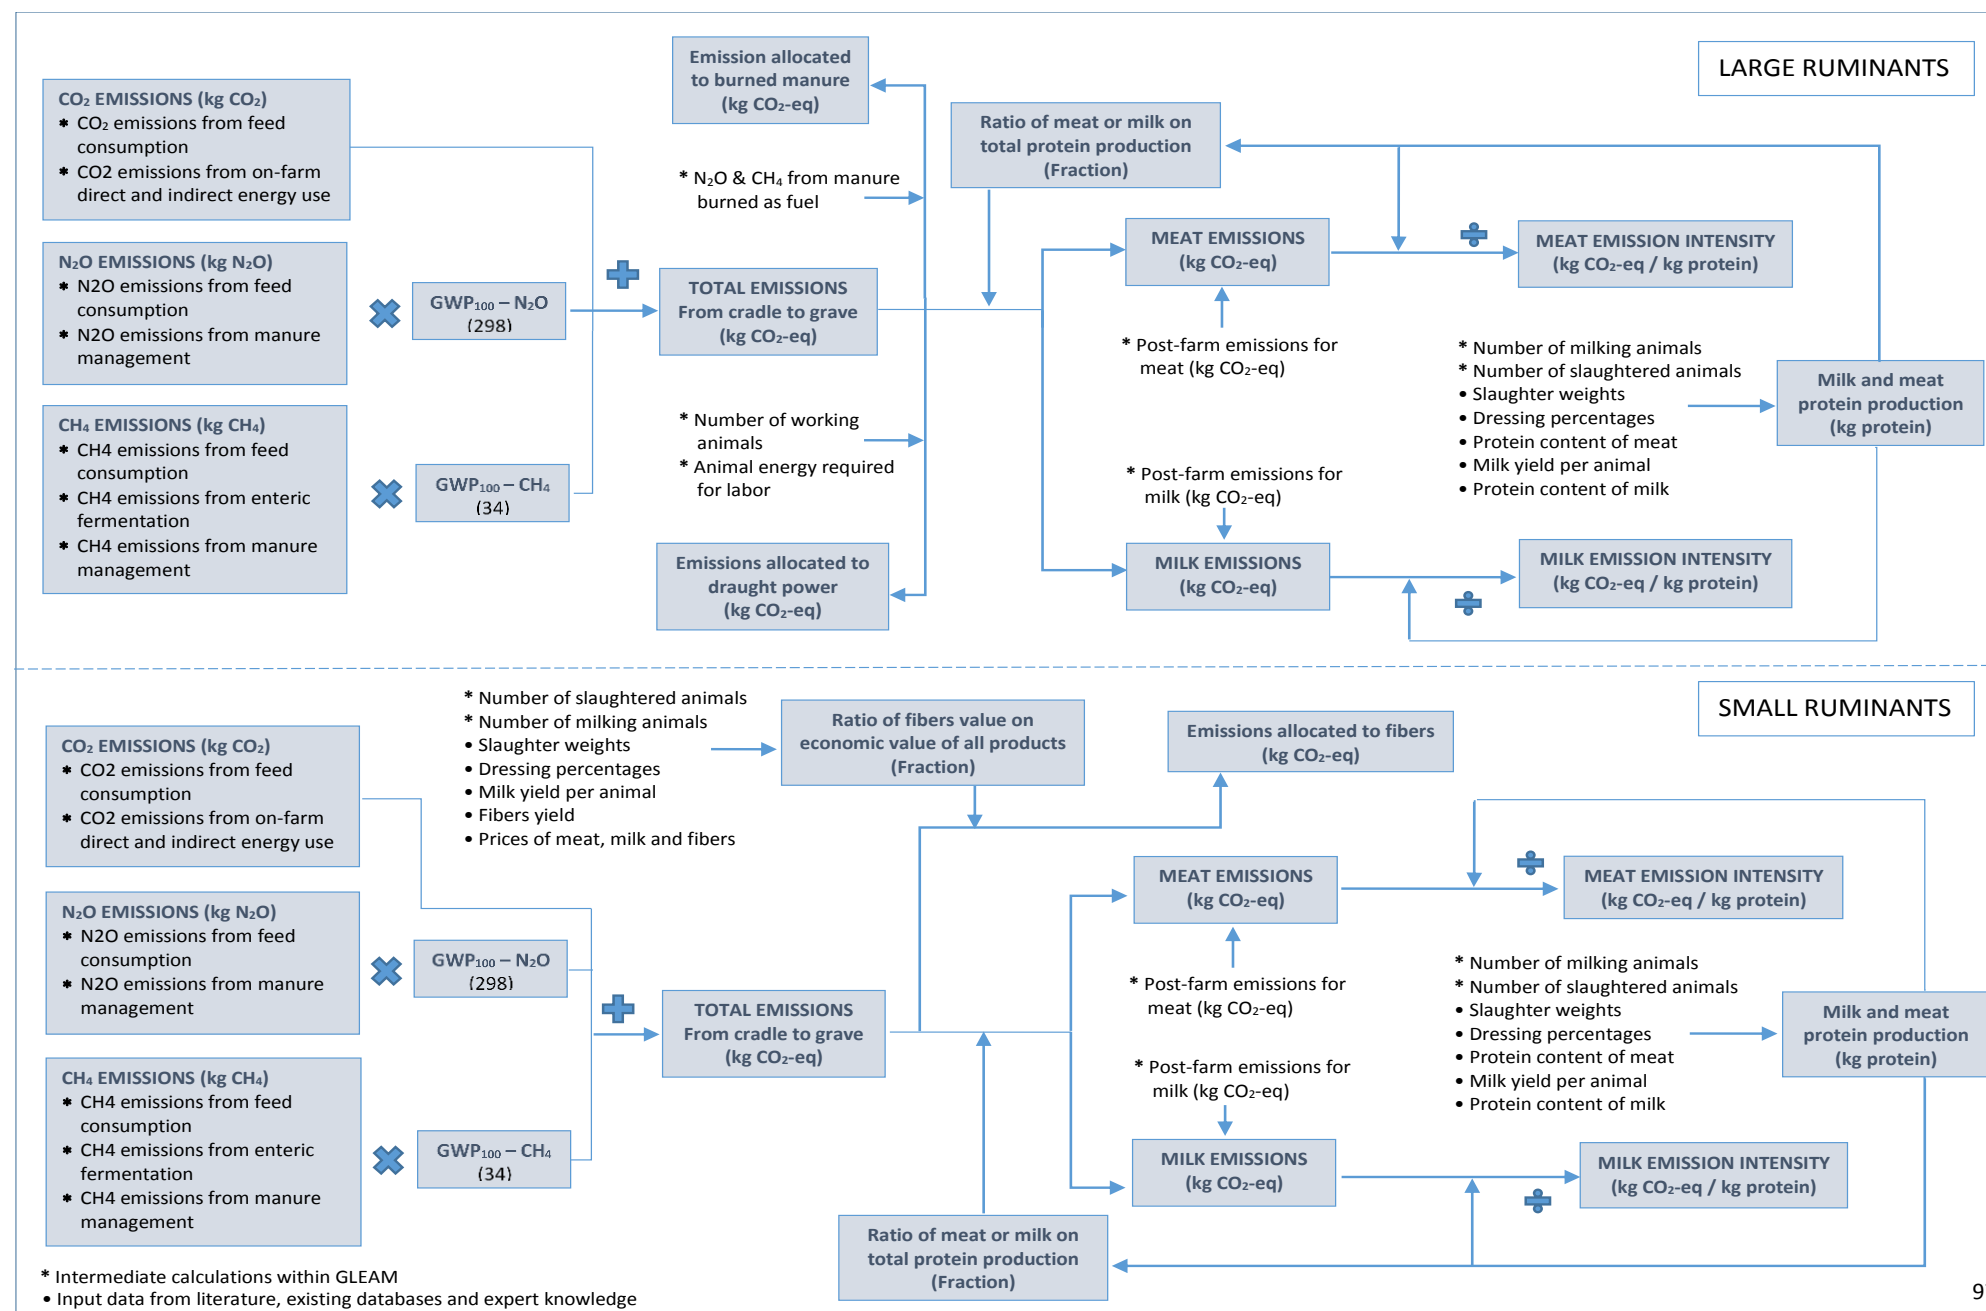 LARGE RUMINANTS
CO₂ EMISSIONS (kg CO₂)
* CO₂ emissions from feed
consumption
* CO2 emissions from on-farm
direct and indirect energy use
N₂O EMISSIONS (kg N₂O)
* N2O emissions from feed
consumption
* N2O emissions from manure
management
CH₄ EMISSIONS (kg CH₄)
* CH4 emissions from feed
consumption
* CH4 emissions from enteric
fermentation
* CH4 emissions from manure
management
GWP₁₀₀ – N₂O
(298)
GWP₁₀₀ – CH₄
(34)
Emission allocated
to burned manure
(kg CO₂-eq)
* N₂O & CH₄ from manure
burned as fuel
TOTAL EMISSIONS
From cradle to grave
(kg CO₂-eq)
* Number of working
animals
* Animal energy required
for labor
Emissions allocated to
draught power
(kg CO₂-eq)
Ratio of meat or milk on
total protein production
(Fraction)
MEAT EMISSIONS
(kg CO₂-eq)
* Post-farm emissions for
meat (kg CO₂-eq)
* Post-farm emissions for
milk (kg CO₂-eq)
MILK EMISSIONS
(kg CO₂-eq)
MEAT EMISSION INTENSITY
(kg CO₂-eq / kg protein)
* Number of milking animals
* Number of slaughtered animals
• Slaughter weights
• Dressing percentages
• Protein content of meat
• Milk yield per animal
• Protein content of milk
Milk and meat
protein production
(kg protein)
MILK EMISSION INTENSITY
(kg CO₂-eq / kg protein)
SMALL RUMINANTS
CO₂ EMISSIONS (kg CO₂)
* CO2 emissions from feed
consumption
* CO2 emissions from on-farm
direct and indirect energy use
N₂O EMISSIONS (kg N₂O)
* N2O emissions from feed
consumption
* N2O emissions from manure
management
CH₄ EMISSIONS (kg CH₄)
* CH4 emissions from feed
consumption
* CH4 emissions from enteric
fermentation
* CH4 emissions from manure
management
* Number of slaughtered animals
* Number of milking animals
• Slaughter weights
• Dressing percentages
• Milk yield per animal
• Fibers yield
• Prices of meat, milk and fibers
Ratio of fibers value on
economic value of all products
(Fraction)
Emissions allocated to fibers
(kg CO₂-eq)
GWP₁₀₀ – N₂O
(298)
GWP₁₀₀ – CH₄
(34)
TOTAL EMISSIONS
From cradle to grave
(kg CO₂-eq)
MEAT EMISSIONS
(kg CO₂-eq)
* Post-farm emissions for
meat (kg CO₂-eq)
* Post-farm emissions for
milk (kg CO₂-eq)
MILK EMISSIONS
(kg CO₂-eq)
Ratio of meat or milk on
total protein production
(Fraction)
MEAT EMISSION INTENSITY
(kg CO₂-eq / kg protein)
* Number of milking animals
* Number of slaughtered animals
• Slaughter weights
• Dressing percentages
• Protein content of meat
• Milk yield per animal
• Protein content of milk
Milk and meat
protein production
(kg protein)
MILK EMISSION INTENSITY
(kg CO₂-eq / kg protein)
* Intermediate calculations within GLEAM
• Input data from literature, existing databases and expert knowledge